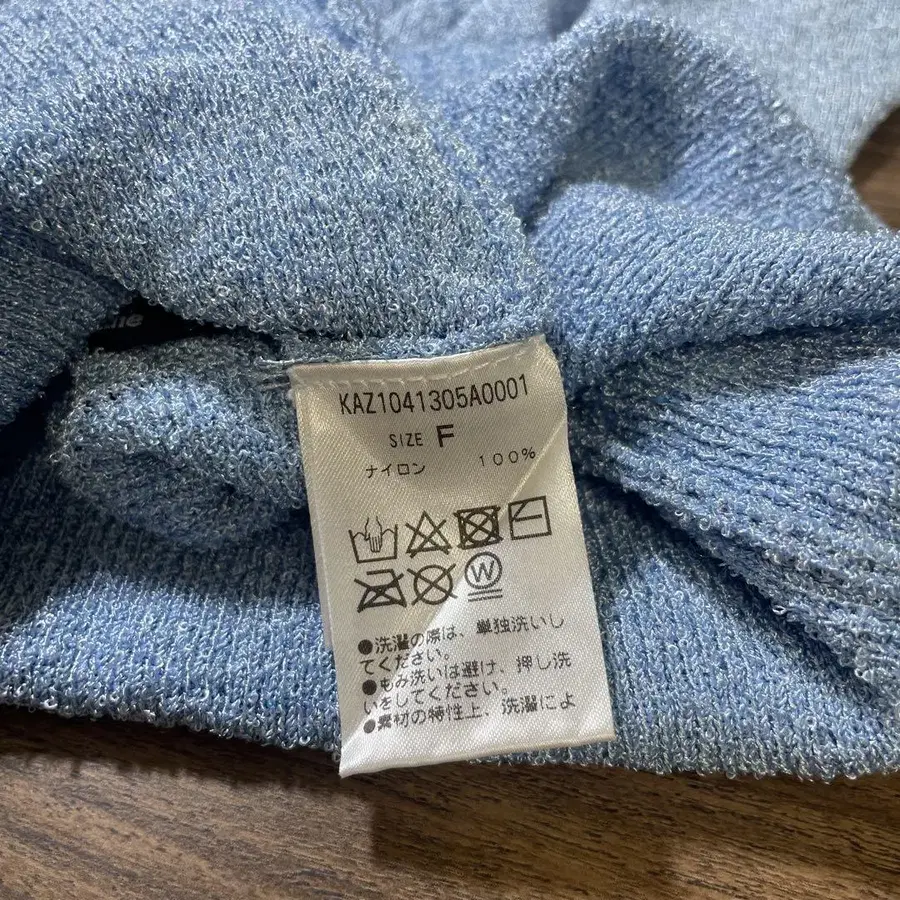 KAZ1041305A0001
SIZE F
ナイロン 100%
W
●洗濯の際は、単独洗いし
てください。
●もみ洗いは避け、押し洗
いをしてください。
●素材の特性上、洗濯によ